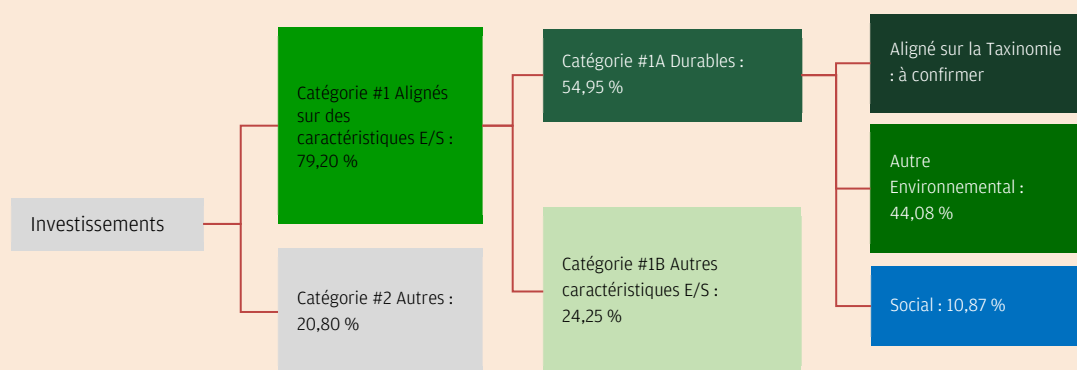 Investissements
Catégorie #1 Alignés
sur des
caractéristiques E/S :
79,20 %
Catégorie #2 Autres :
20,80 %
Catégorie #1A Durables :
54,95 %
Catégorie #1B Autres
caractéristiques E/S :
24,25 %
Aligné sur la Taxinomie
: à confirmer
Autre
Environnemental :
44,08 %
Social : 10,87 %